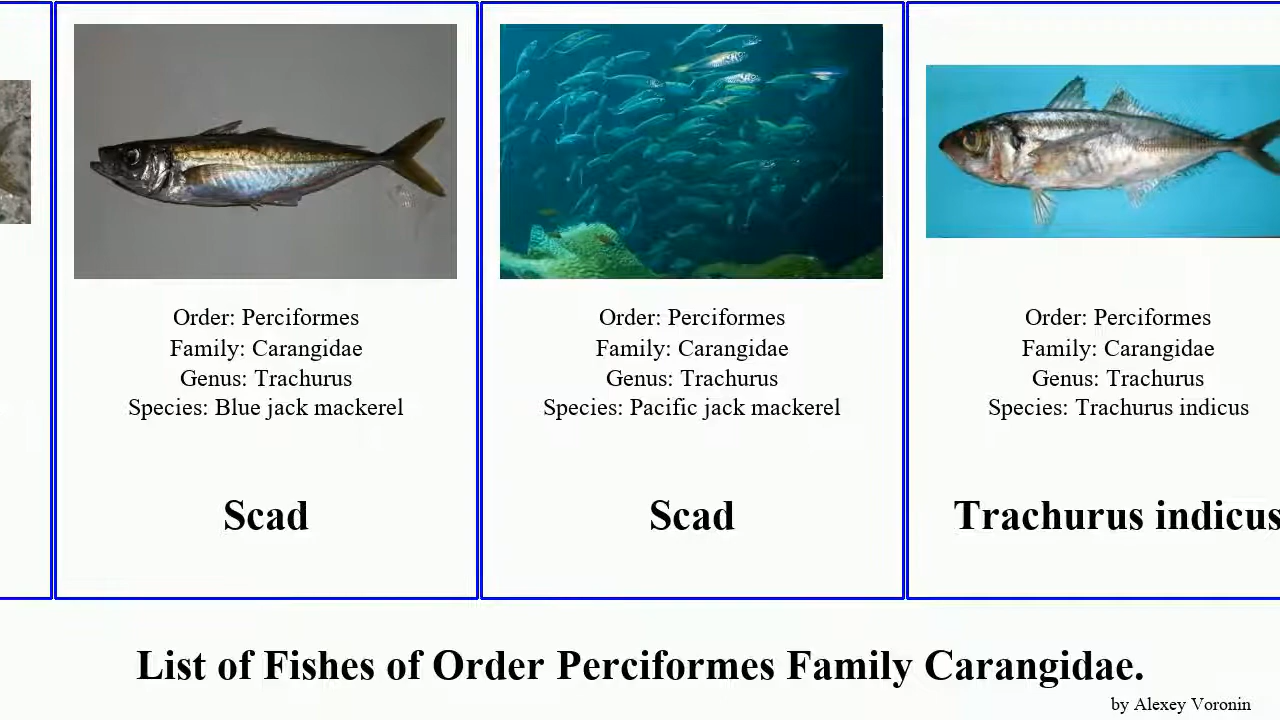 Order: Perciformes
Family: Carangidae
Genus: Trachurus
Species: Blue jack mackerel
Scad
Order: Perciformes
Family: Carangidae
Genus: Trachurus
Species: Pacific jack mackerel
Scad
Order: Perciformes
Family: Carangidae
Genus: Trachurus
Species: Trachurus indicus
Trachurus indicus
List of Fishes of Order Perciformes Family Carangidae.
by Alexey Voronin